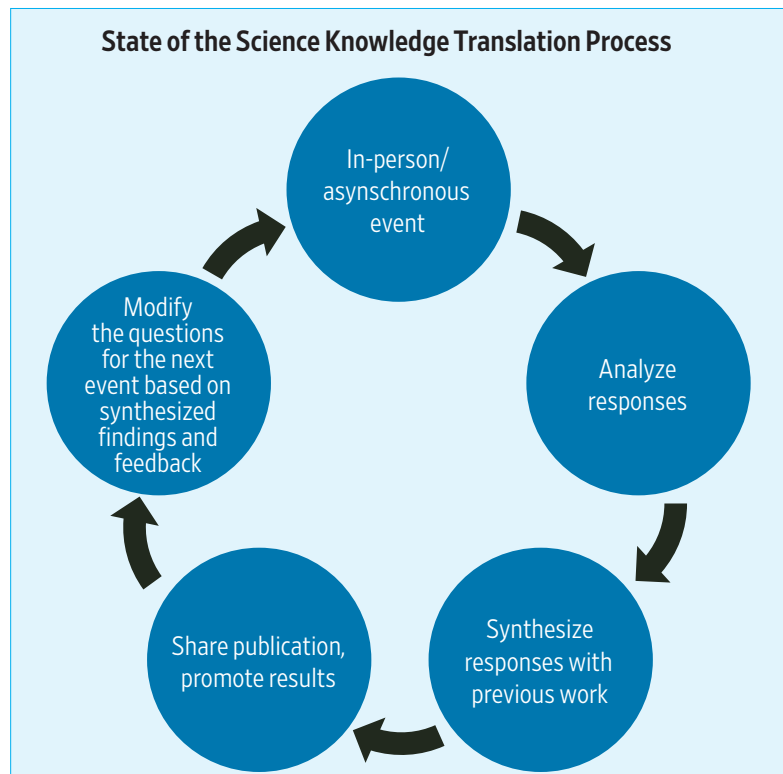 State of the Science Knowledge Translation Process
In-person/
asynschronous
event
Analyze
responses
Synthesize
responses with
previous work
Share publication,
promote results
Modify
the questions
for the next
event based on
synthesized
findings and
feedback